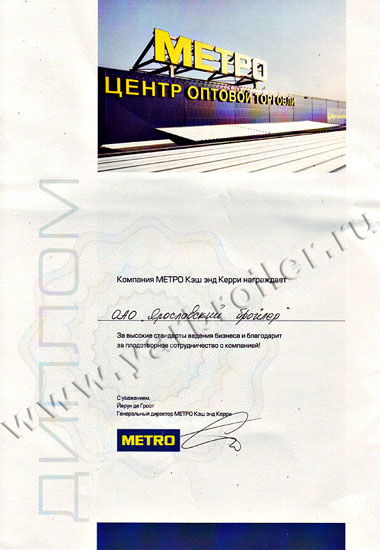 МЕТРО
ЦЕНТР ОПТОВОЙ ТОРГОВЛИ
ДИПЛОМ
Компания МЕТРО Кэш энд Керри награждает
ОАО "Ярославский бройлер"
За высокие стандарты ведения бизнеса и благодарит
за плодотворное сотрудничество с компанией!
С уважением,
Йерун де Гроот
Генеральный директор МЕТРО Кэш энд Керри
METRO
www.yarbroiler.ru